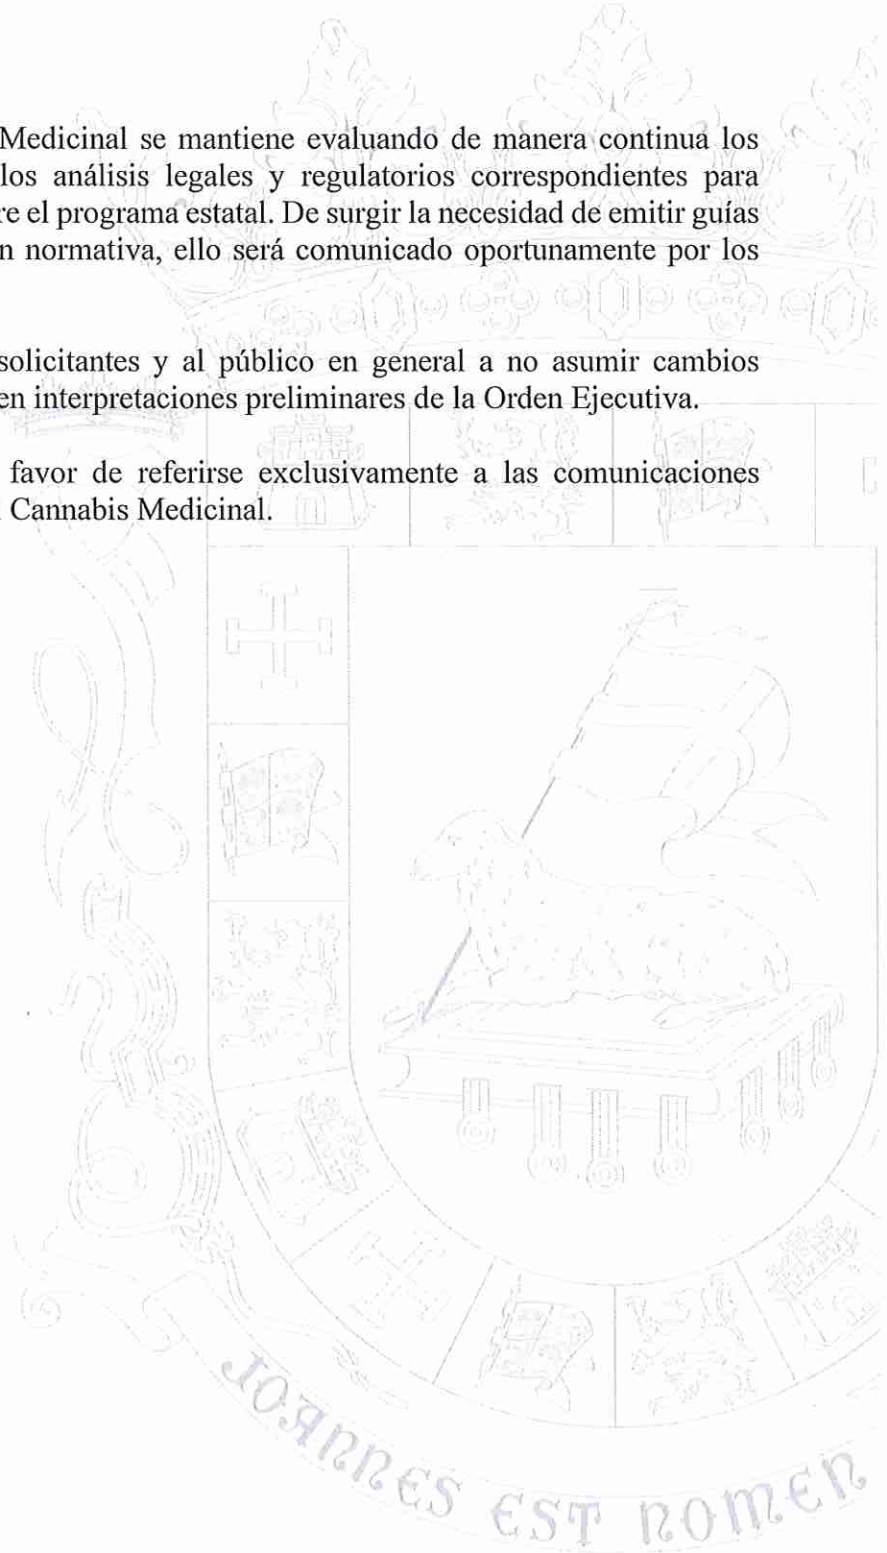 Medicinal se mantiene evaluando de manera continua los
los análisis legales y regulatorios correspondientes para
re el programa estatal. De surgir la necesidad de emitir guías
n normativa, ello será comunicado oportunamente por los
solicitantes y al público en general a no asumir cambios
en interpretaciones preliminares de la Orden Ejecutiva.
favor de referirse exclusivamente a las comunicaciones
Cannabis Medicinal.
JOANNES EST NOMEN